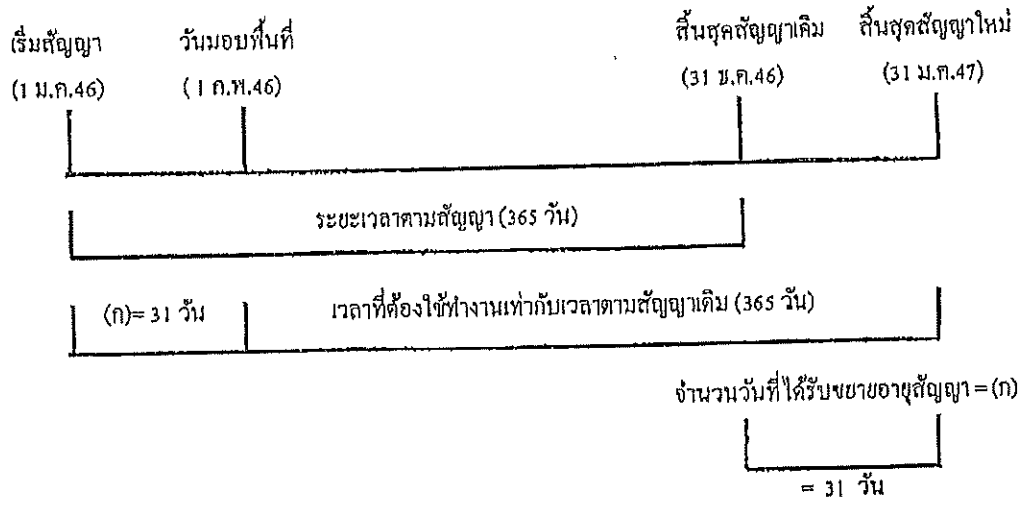 เริ่มสัญญา วันมอบพื้นที่ สิ้นสุดสัญญาเดิม สิ้นสุดสัญญาใหม่
(1 ม.ค.46) (1 ก.พ.46) (31 ธ.ค.46) (31 ม.ค.47)
ระยะเวลาตามสัญญา (365 วัน)
(ก)= 31 วัน เวลาที่ต้องใช้ทำงานเท่ากับเวลาตามสัญญาเดิม (365 วัน)
จำนวนวันที่ได้รับขยายอายุสัญญา = (ก)
= 31 วัน